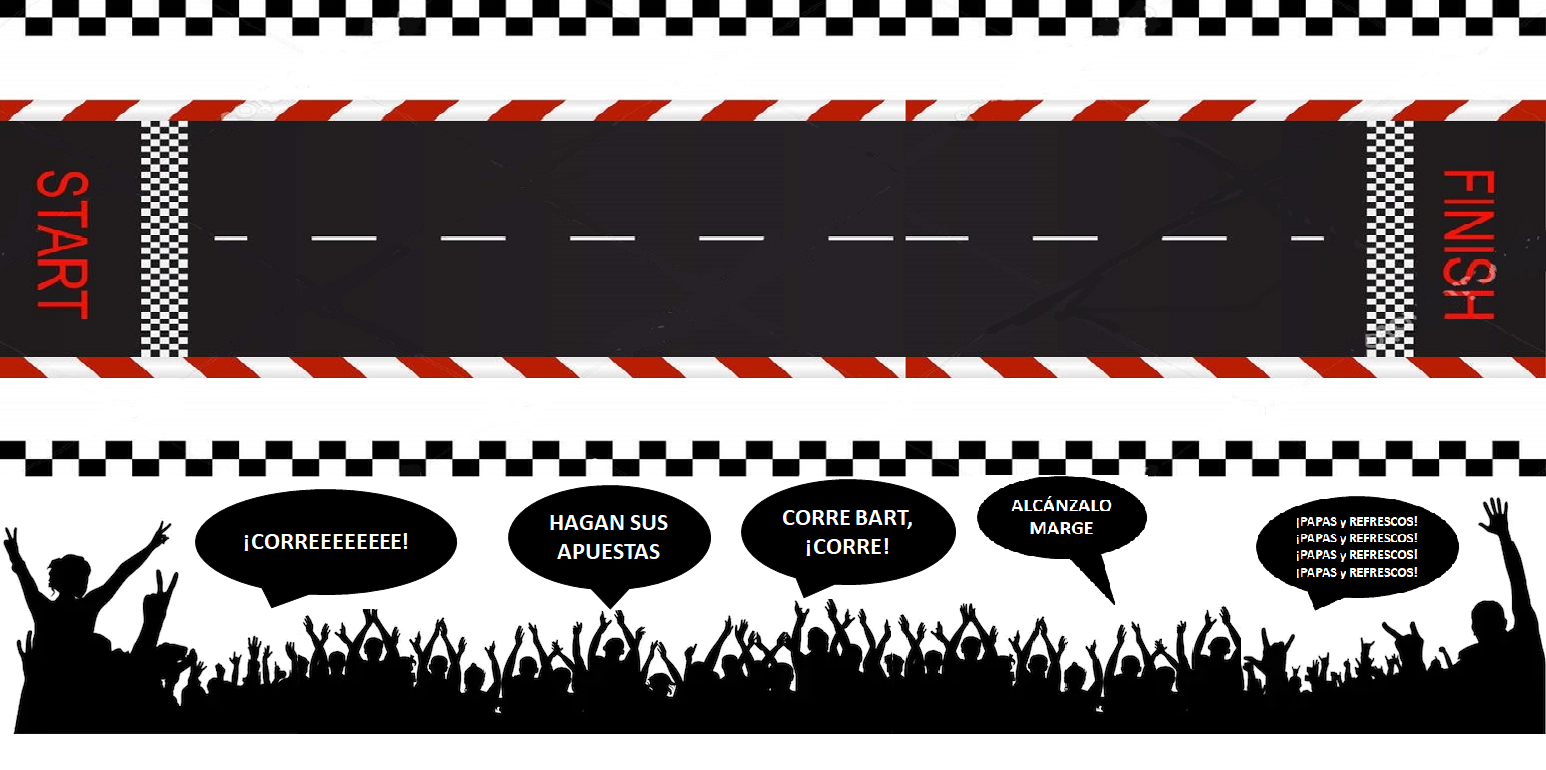 START
FINISH
¡CORREEEEEEEE!
HAGAN SUS
APUESTAS
CORRE BART,
¡CORRE!
ALCÁNZALO
MARGE
¡PAPAS y REFRESCOS!
¡PAPAS y REFRESCOS!
¡PAPAS y REFRESCOS!
¡PAPAS y REFRESCOS!